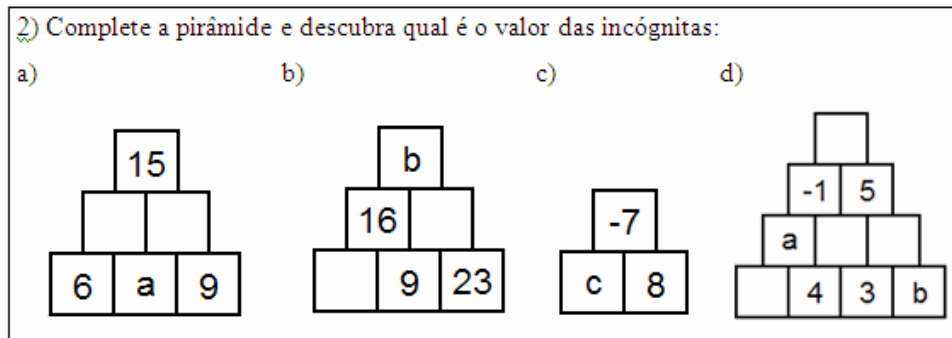 2) Complete a pirâmide e descubra qual é o valor das incógnitas:
a) b) c) d)
15
6 a 9
b
16
9 23
-7
c 8
-1 5
a
4 3 b